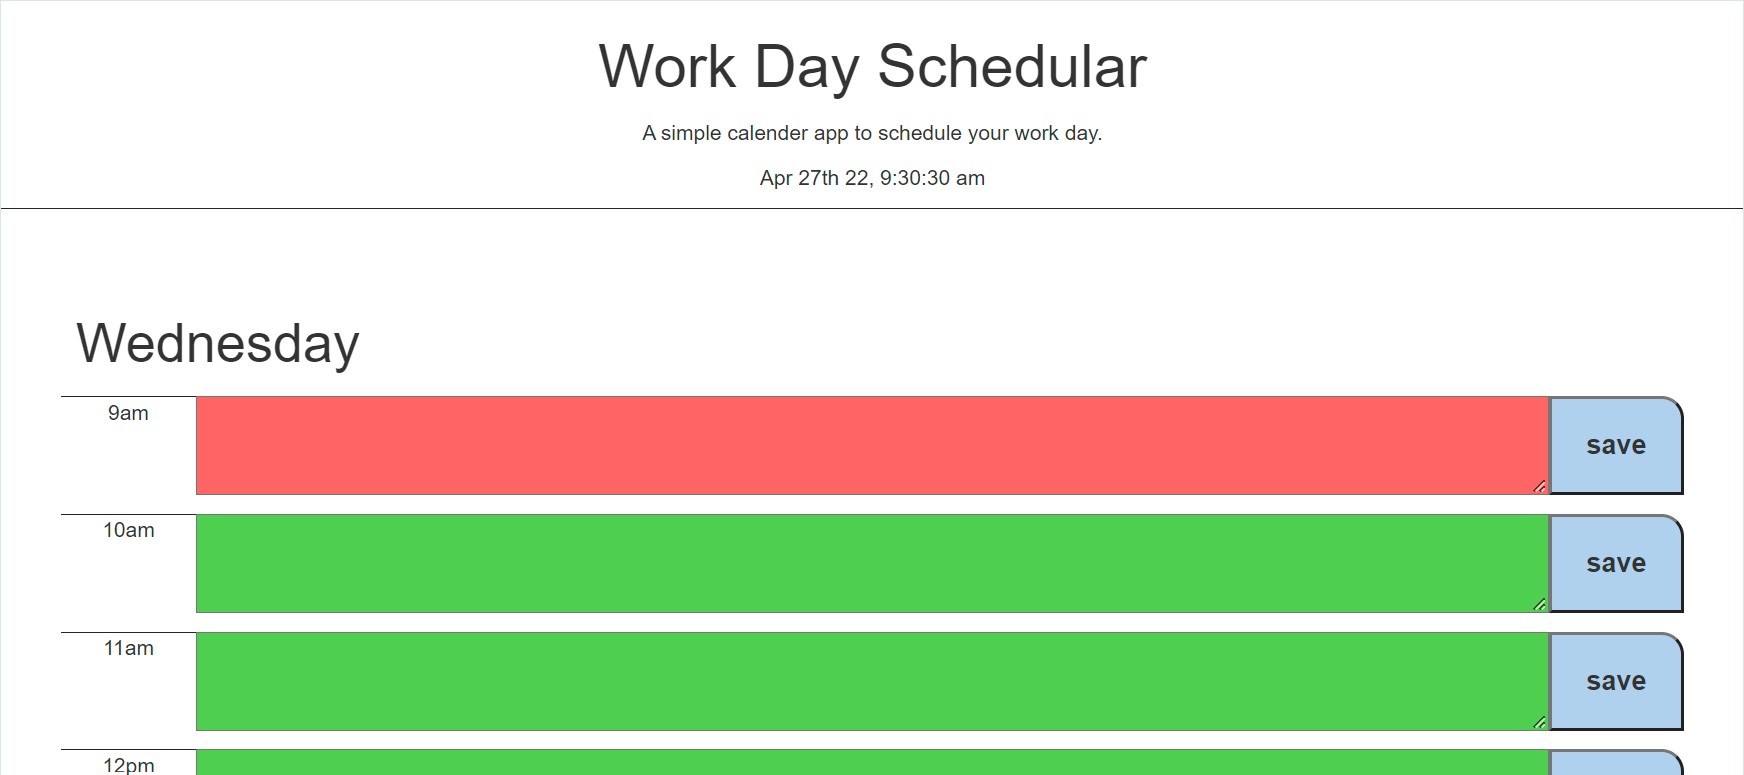 Work Day Schedular
A simple calender app to schedule your work day.
Apr 27th 22, 9:30:30 am
Wednesday
9am
save
10am
save
11am
save
12pm